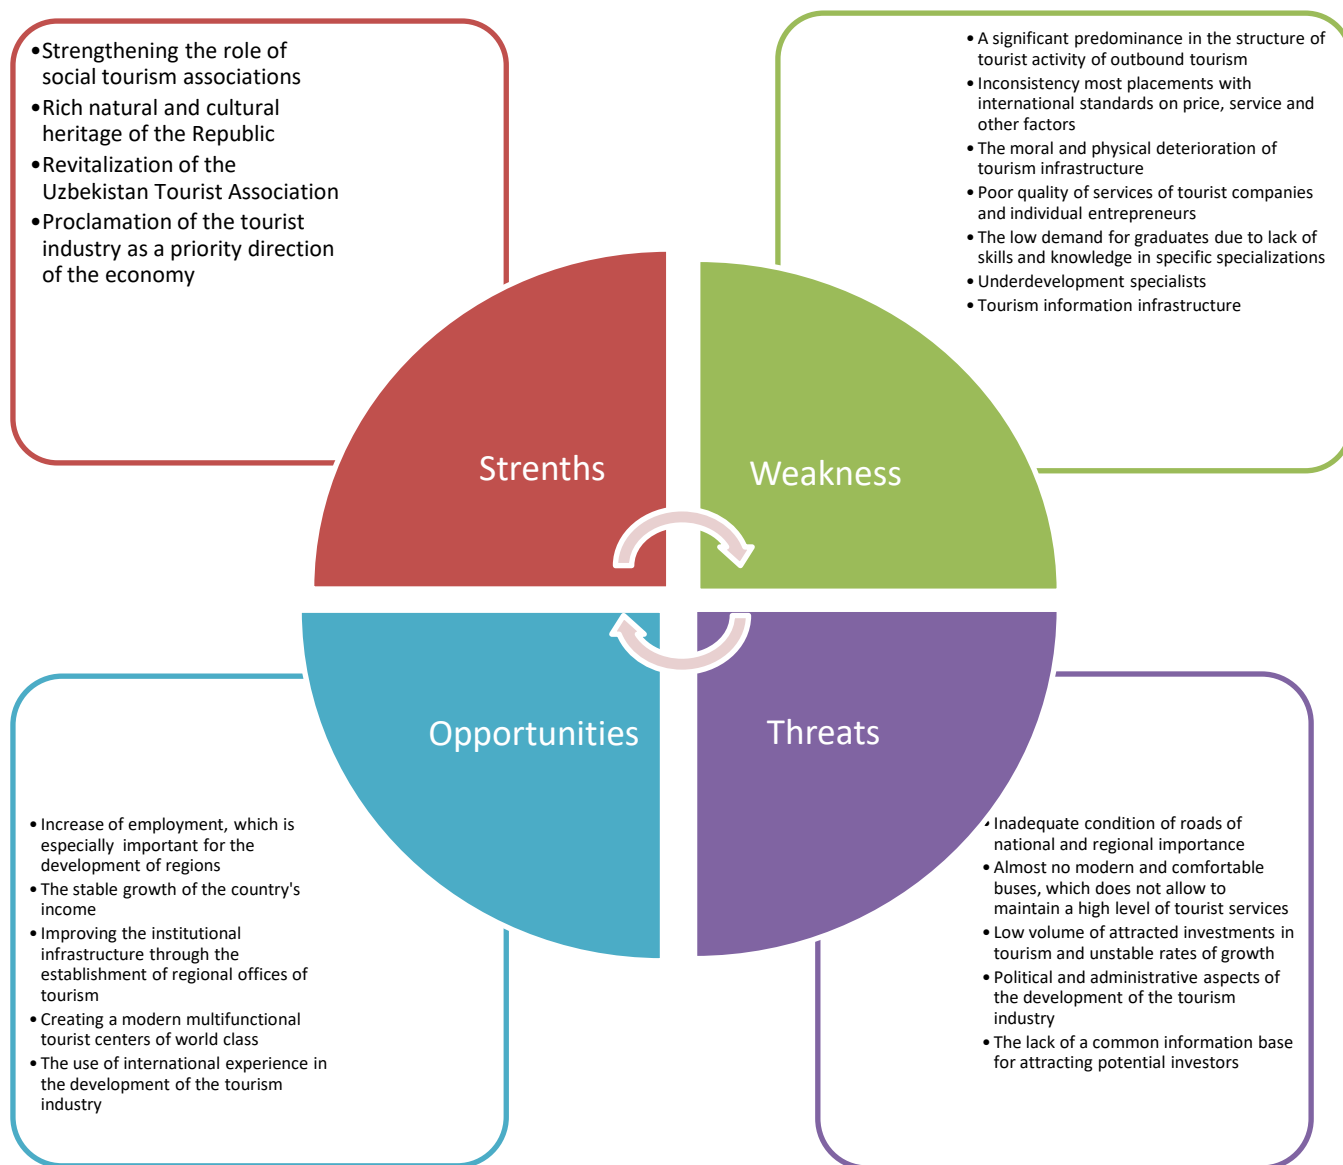 •Strengthening the role of
social tourism associations
•Rich natural and cultural
heritage of the Republic
•Revitalization of the
Uzbekistan Tourist Association
•Proclamation of the tourist
industry as a priority direction
of the economy
• A significant predominance in the structure of
tourist activity of outbound tourism
• Inconsistency most placements with
international standards on price, service and
other factors
• The moral and physical deterioration of
tourism infrastructure
• Poor quality of services of tourist companies
and individual entrepreneurs
• The low demand for graduates due to lack of
skills and knowledge in specific specializations
• Underdevelopment specialists
• Tourism information infrastructure
Strenths
Weakness
Opportunities
Threats
• Increase of employment, which is
especially important for the
development of regions
• The stable growth of the country's
income
• Improving the institutional
infrastructure through the
establishment of regional offices of
tourism
• Creating a modern multifunctional
tourist centers of world class
• The use of international experience in
the development of the tourism
industry
• Inadequate condition of roads of
national and regional importance
• Almost no modern and comfortable
buses, which does not allow to
maintain a high level of tourist services
• Low volume of attracted investments in
tourism and unstable rates of growth
• Political and administrative aspects of
the development of the tourism
industry
• The lack of a common information base
for attracting potential investors